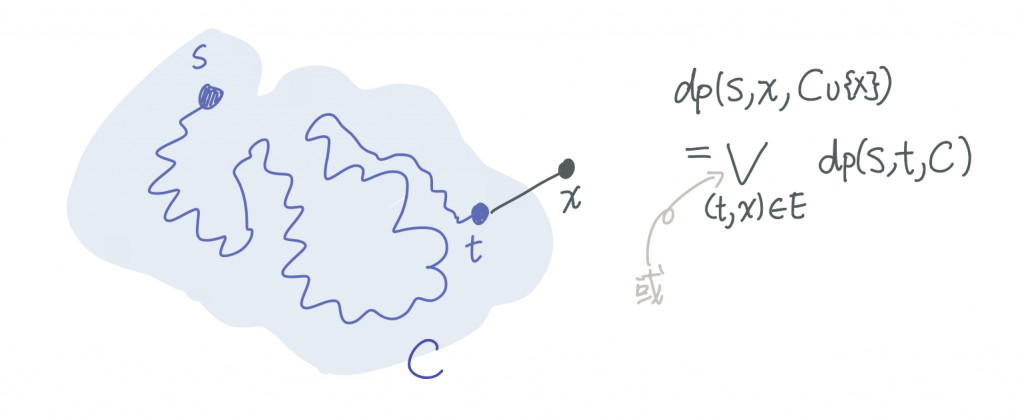 s
t
x
C
dp(s,x,C∪{x})
= ⋁ dp(s,t,C)
(t,x)∈E
或